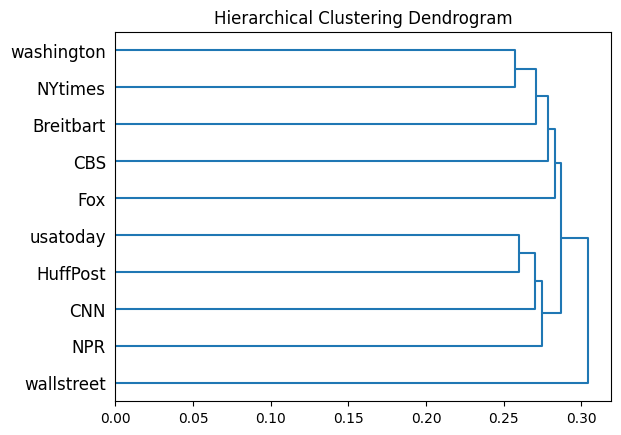 Hierarchical Clustering Dendrogram
washington
NYtimes
Breitbart
CBS
Fox
usatoday
HuffPost
CNN
NPR
wallstreet
0.00 0.05 0.10 0.15 0.20 0.25 0.30